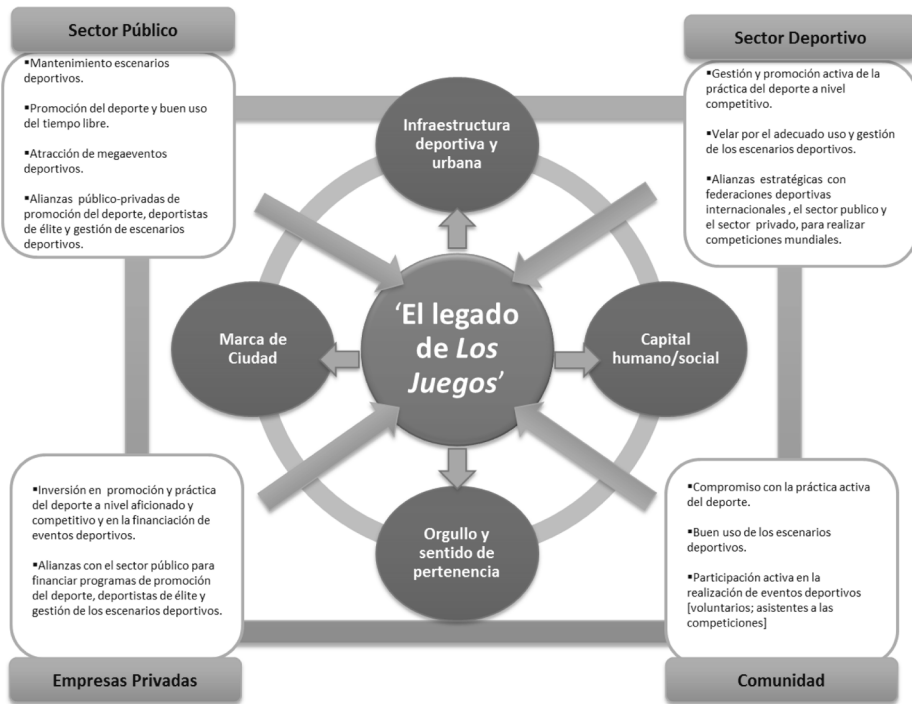 Sector Público
▪Mantenimiento escenarios
deportivos.
▪Promoción del deporte y buen uso
del tiempo libre.
▪Atracción de megaeventos
deportivos.
▪Alianzas público-privadas de
promoción del deporte, deportistas
de élite y gestión de escenarios
deportivos.
Sector Deportivo
▪Gestión y promoción activa de la
práctica del deporte a nivel
competitivo.
▪Velar por el adecuado uso y gestión
de los escenarios deportivos.
▪Alianzas estratégicas con
federaciones deportivas
internacionales , el sector publico y
el sector privado, para realizar
competiciones mundiales.
Infraestructura
deportiva y
urbana
Marca de
Ciudad
‘El legado
de Los
Juegos’
Capital
humano/social
Orgullo y
sentido de
pertenencia
▪Inversión en promoción y práctica
del deporte a nivel aficionado y
competitivo y en la financiación de
eventos deportivos.
▪Alianzas con el sector público para
financiar programas de promoción
del deporte, deportistas de élite y
gestión de los escenarios deportivos.
Empresas Privadas
▪Compromiso con la práctica activa
del deporte.
▪Buen uso de los escenarios
deportivos.
▪Participación activa en la
realización de eventos deportivos
[voluntarios; asistentes a las
competiciones]
Comunidad